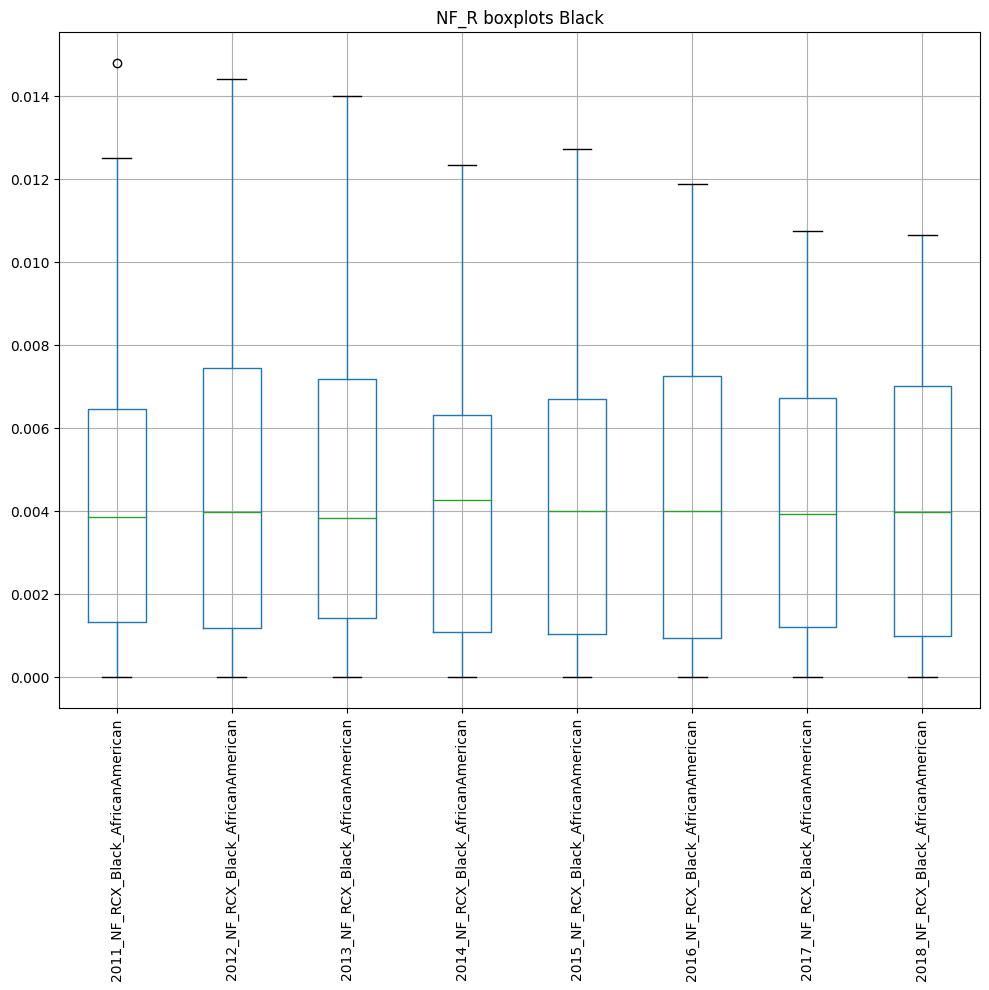 NF_R boxplots Black
0.014
0.012
0.010
0.008
0.006
0.004
0.002
0.000
2011_NF_RCX_Black_AfricanAmerican
2012_NF_RCX_Black_AfricanAmerican
2013_NF_RCX_Black_AfricanAmerican
2014_NF_RCX_Black_AfricanAmerican
2015_NF_RCX_Black_AfricanAmerican
2016_NF_RCX_Black_AfricanAmerican
2017_NF_RCX_Black_AfricanAmerican
2018_NF_RCX_Black_AfricanAmerican